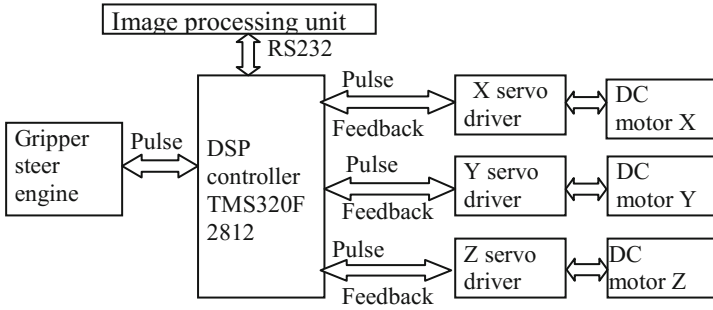 Image processing unit
RS232
Gripper
steer
engine
Pulse
DSP
controller
TMS320F
2812
Pulse
Feedback
X servo
driver
DC
motor X
Pulse
Feedback
Y servo
driver
DC
motor Y
Pulse
Feedback
Z servo
driver
DC
motor Z